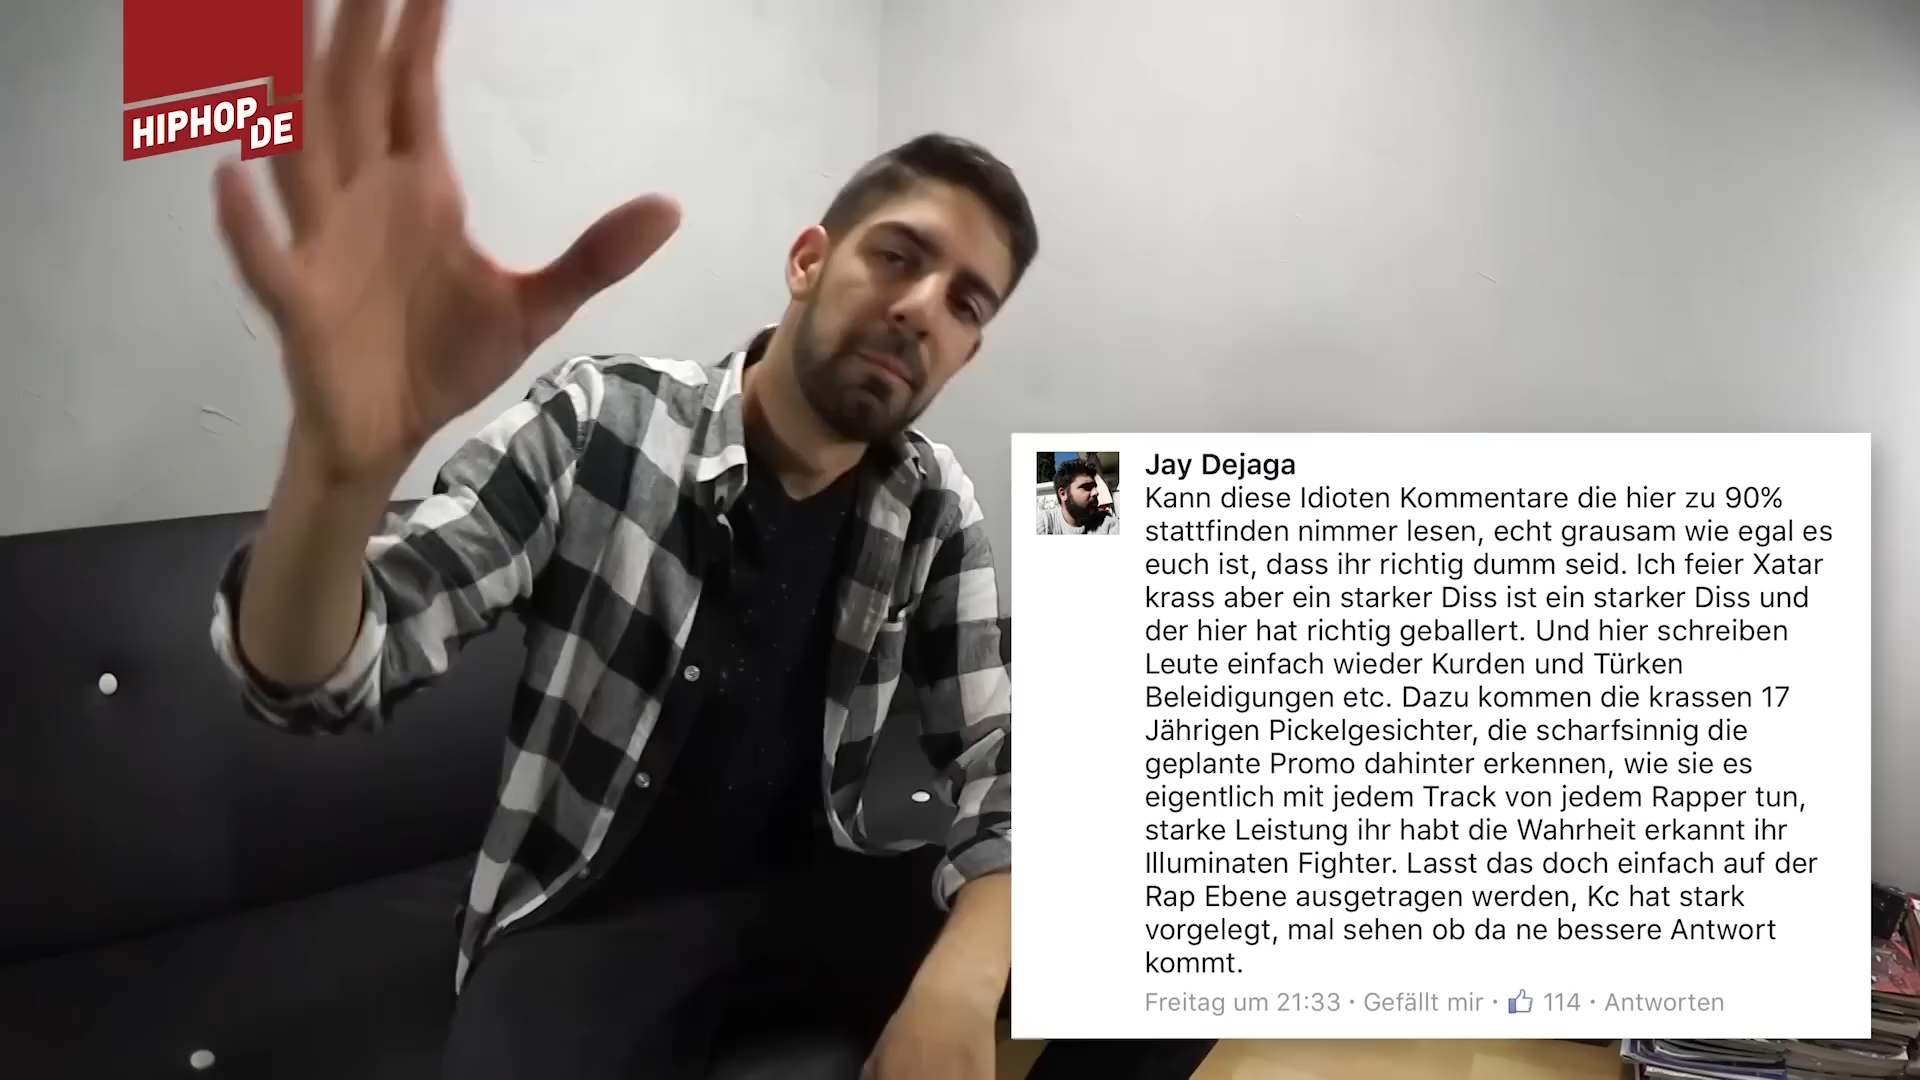 HIPHOP
DE
Jay Dejaga
Kann diese Idioten Kommentare die hier zu 90%
stattfinden nimmer lesen, echt grausam wie egal es
euch ist, dass ihr richtig dumm seid. Ich feier Xatar
krass aber ein starker Diss ist ein starker Diss und
der hier hat richtig geballert. Und hier schreiben
Leute einfach wieder Kurden und Türken
Beleidigungen etc. Dazu kommen die krassen 17
Jährigen Pickelgesichter, die scharfsinnig die
geplante Promo dahinter erkennen, wie sie es
eigentlich mit jedem Track von jedem Rapper tun,
starke Leistung ihr habt die Wahrheit erkannt ihr
Illuminaten Fighter. Lasst das doch einfach auf der
Rap Ebene ausgetragen werden, Kc hat stark
vorgelegt, mal sehen ob da ne bessere Antwort
kommt.
Freitag um 21:33 · Gefällt mir · 114 · Antworten